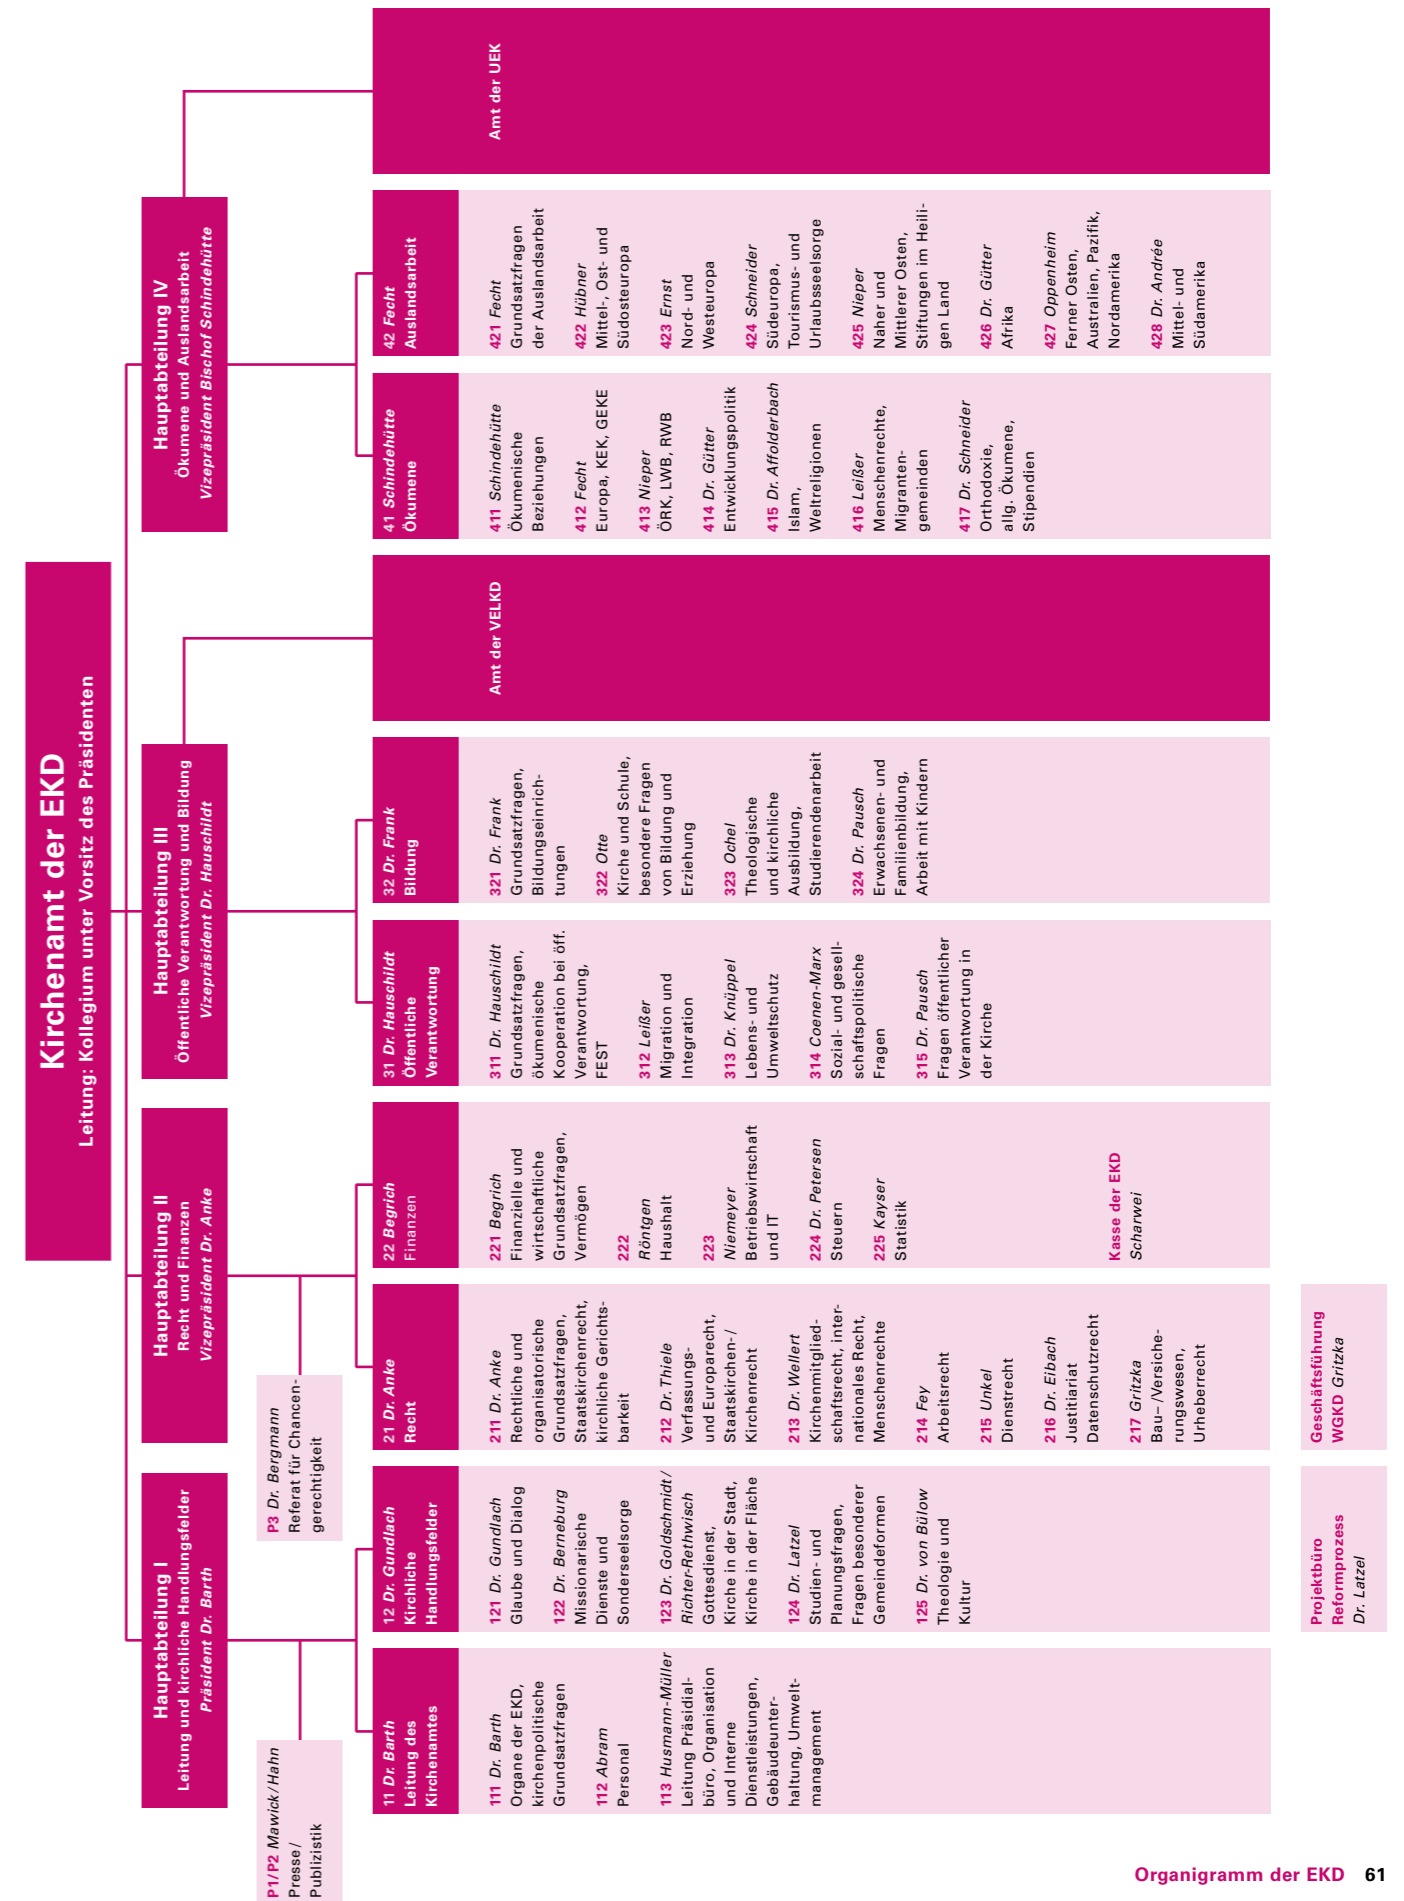 Kirchenamt der EKD
Leitung: Kollegium unter Vorsitz des Präsidenten
Hauptabteilung I
Leitung und kirchliche Handlungsfelder
Präsident Dr. Barth
Hauptabteilung II
Recht und Finanzen
Vizepräsident Dr. Anke
Hauptabteilung III
Öffentliche Verantwortung und Bildung
Vizepräsident Dr. Hauschildt
Hauptabteilung IV
Ökumene und Auslandsarbeit
Vizepräsident Bischof Schindehütte
P1/P2 Mawick/Hahn
Presse/
Publizistik
P3 Dr. Bergmann
Referat für Chancen-
gerechtigkeit
11 Dr. Barth
Leitung des
Kirchenamtes
111 Dr. Barth
Organe der EKD,
kirchenpolitische
Grundsatzfragen
112 Abram
Personal
113 Husmann-Müller
Leitung Präsidial-
büro, Organisation
und Interne
Dienstleistungen,
Gebäudeunter-
haltung, Umwelt-
management
12 Dr. Gundlach
Kirchliche
Handlungsfelder
121 Dr. Gundlach
Glaube und Dialog
122 Dr. Berneburg
Missionarische
Dienste und
Sonderseelsorge
123 Dr. Goldschmidt/
Richter-Rethwisch
Gottesdienst,
Kirche in der Stadt,
Kirche in der Fläche
124 Dr. Latzel
Studien- und
Planungsfragen,
Fragen besonderer
Gemeindeformen
125 Dr. von Bülow
Theologie und
Kultur
21 Dr. Anke
Recht
211 Dr. Anke
Rechtliche und
organisatorische
Grundsatzfragen,
Staatskirchenrecht,
kirchliche Gerichts-
barkeit
212 Dr. Thiele
Verfassungs-
und Europarecht,
Staatskirchen-/
Kirchenrecht
213 Dr. Wellert
Kirchenmitglied-
schaftsrecht, inter-
nationales Recht,
Menschenrechte
214 Fey
Arbeitsrecht
215 Unkel
Dienstrecht
216 Dr. Eibach
Justitiariat
Datenschutzrecht
217 Gritzka
Bau– /Versiche-
rungswesen,
Urheberrecht
22 Begrich
Finanzen
221 Begrich
Finanzielle und
wirtschaftliche
Grundsatzfragen,
Vermögen
222
Röntgen
Haushalt
223
Niemeyer
Betriebswirtschaft
und IT
224 Dr. Petersen
Steuern
225 Kayser
Statistik
Kasse der EKD
Scharwei
31 Dr. Hauschildt
Öffentliche
Verantwortung
311 Dr. Hauschildt
Grundsatzfragen,
ökumenische
Kooperation bei öff.
Verantwortung,
FEST
312 Leißer
Migration und
Integration
313 Dr. Knüppel
Lebens- und
Umweltschutz
314 Coenen-Marx
Sozial- und gesell-
schaftspolitische
Fragen
315 Dr. Pausch
Fragen öffentlicher
Verantwortung in
der Kirche
32 Dr. Frank
Bildung
321 Dr. Frank
Grundsatzfragen,
Bildungseinrich-
tungen
322 Otte
Kirche und Schule,
besondere Fragen
von Bildung und
Erziehung
323 Ochel
Theologische
und kirchliche
Ausbildung,
Studierendenarbeit
324 Dr. Pausch
Erwachsenen- und
Familienbildung,
Arbeit mit Kindern
Amt der VELKD
41 Schindehütte
Ökumene
411 Schindehütte
Ökumenische
Beziehungen
412 Fecht
Europa, KEK, GEKE
413 Nieper
ÖRK, LWB, RWB
414 Dr. Gütter
Entwicklungspolitik
415 Dr. Affolderbach
Islam,
Weltreligionen
416 Leißer
Menschenrechte,
Migranten-
gemeinden
417 Dr. Schneider
Orthodoxie,
allg. Ökumene,
Stipendien
42 Fecht
Auslandsarbeit
421 Fecht
Grundsatzfragen
der Auslandsarbeit
422 Hübner
Mittel-, Ost- und
Südosteuropa
423 Ernst
Nord- und
Westeuropa
424 Schneider
Südeuropa,
Tourismus- und
Urlaubsseelsorge
425 Nieper
Naher und
Mittlerer Osten,
Stiftungen im Heili-
gen Land
426 Dr. Gütter
Afrika
427 Oppenheim
Ferner Osten,
Australien, Pazifik,
Nordamerika
428 Dr. Andrée
Mittel- und
Südamerika
Amt der UEK
Projektbüro
Reformprozess
Dr. Latzel
Geschäftsführung
WGKD Gritzka
Organigramm der EKD 61